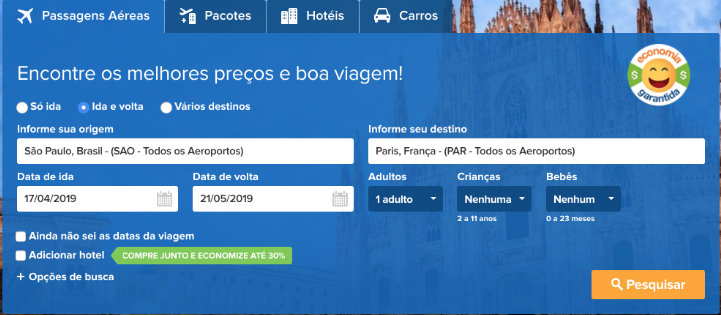 Passagens Aéreas
Pacotes
Hotéis
Carros
Encontre os melhores preços e boa viagem!
economia
$ $
garantida
Só ida
Ida e volta
Vários destinos
Informe sua origem
Informe seu destino
São Paulo, Brasil - (SAO - Todos os Aeroportos)
Paris, França - (PAR - Todos os Aeroportos)
Data de ida
Data de volta
Adultos
Crianças
Bebês
17/04/2019
21/05/2019
1 adulto
Nenhuma
Nenhum
2 a 11 anos
0 a 23 meses
Ainda não sei as datas da viagem
Adicionar hotel
COMPRE JUNTO E ECONOMIZE ATÉ 30%
+ Opções de busca
Pesquisar